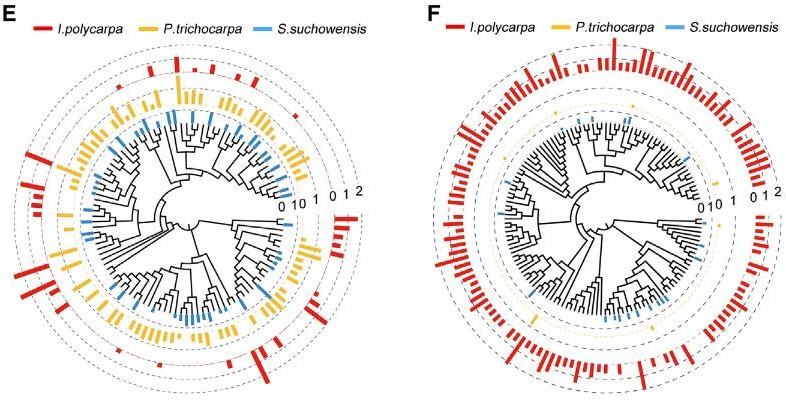 E
I.polycarpa P.trichocarpa S.suchowensis
0 1 0 1 0 1 2
F
I.polycarpa P.trichocarpa S.suchowensis
0 1 0 1 0 1 2